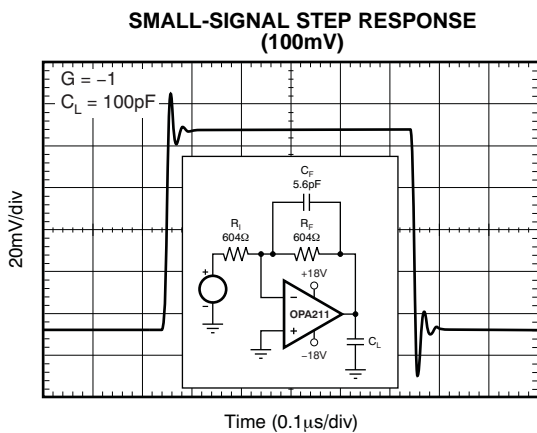 SMALL-SIGNAL STEP RESPONSE
(100mV)
G = −1
C_L = 100pF
20mV/div
C_F
5.6pF
R_I
604Ω
R_F
604Ω
+18V
−
OPA211
+
−18V
C_L
+
−
Time (0.1μs/div)